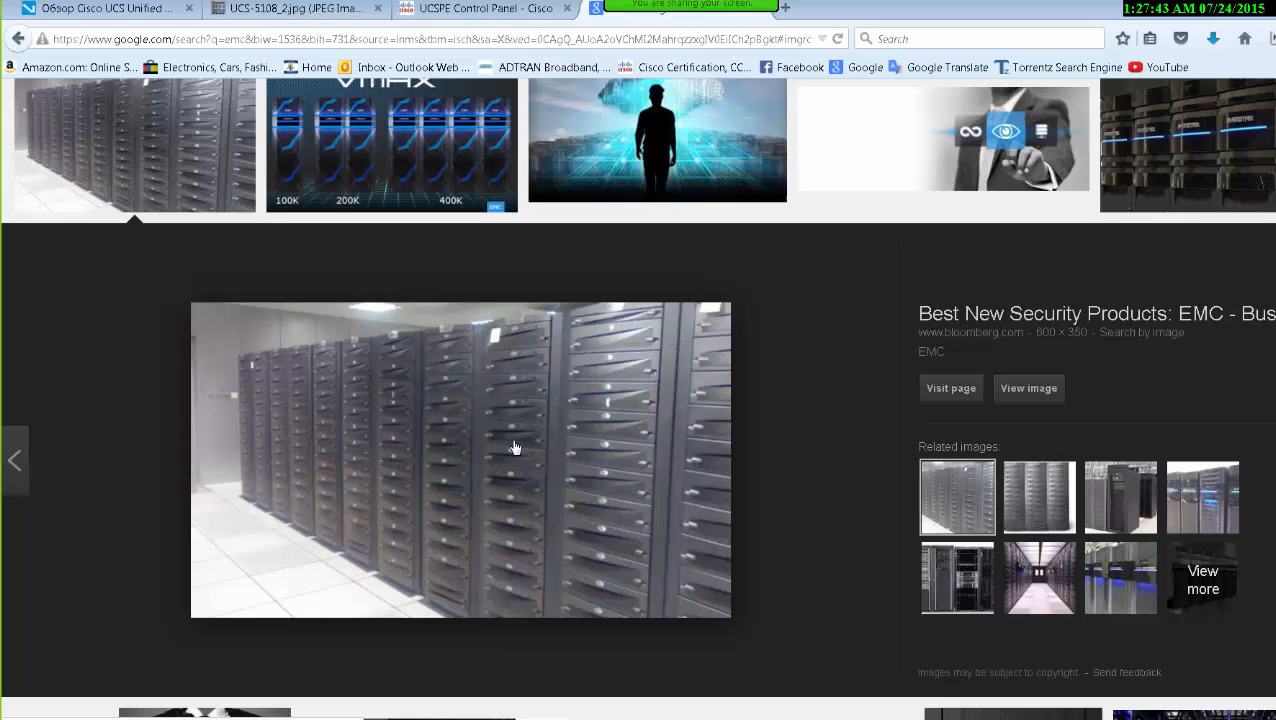 You are sharing your screen.
1:27:43 AM 07/24/2015
Обзор Cisco UCS Unified ...
UCS-5108_2.jpg (JPEG Ima...
UCSPE Control Panel - Cisco
https://www.google.com/search?q=emc&biw=1536&bih=731&source=lnms&tbm=isch&sa=X&ved=
Search
Amazon.com: Online S...
Electronics, Cars, Fashi...
Home
Inbox - Outlook Web ...
ADTRAN Broadband, ...
Cisco Certification, CC...
Facebook
Google
Google Translate
Torrentz Search Engine
YouTube
VMAX
100K
200K
400K
EMC
Best New Security Products: EMC - Bus
www.bloomberg.com - 600 × 350 - Search by image
EMC
Visit page
View image
Related images:
View more
Images may be subject to copyright. - Send feedback